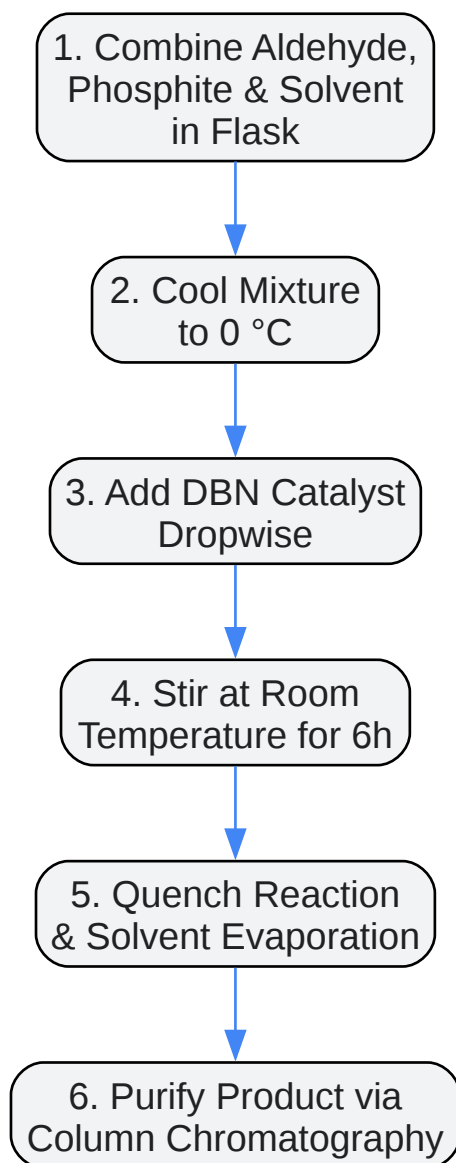 1. Combine Aldehyde,
Phosphite & Solvent
in Flask
2. Cool Mixture
to 0 °C
3. Add DBN Catalyst
Dropwise
4. Stir at Room
Temperature for 6h
5. Quench Reaction
& Solvent Evaporation
6. Purify Product via
Column Chromatography